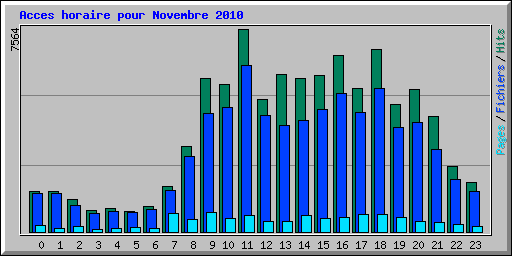 Acces horaire pour Novembre 2010
7564
Pages / Fichiers / Hits
0 1 2 3 4 5 6 7 8 9 10 11 12 13 14 15 16 17 18 19 20 21 22 23